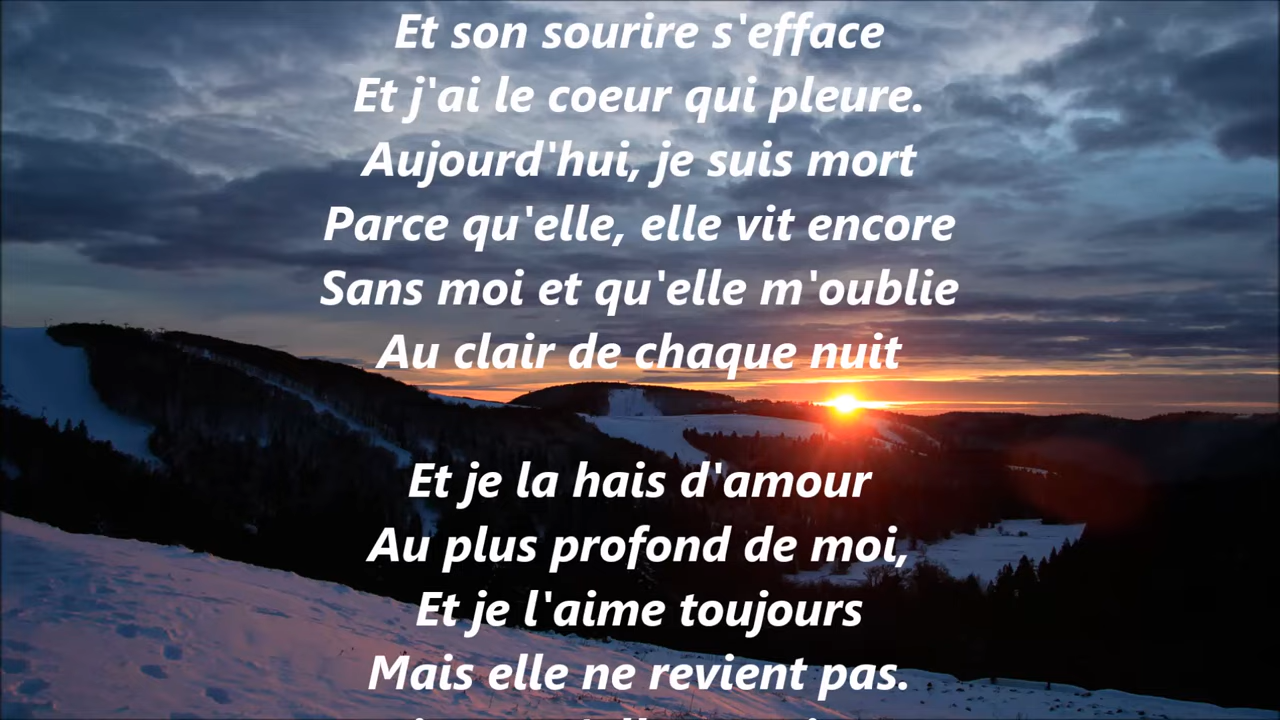 Et son sourire s'efface
Et j'ai le coeur qui pleure.
Aujourd'hui, je suis mort
Parce qu'elle, elle vit encore
Sans moi et qu'elle m'oublie
Au clair de chaque nuit
Et je la hais d'amour
Au plus profond de moi,
Et je l'aime toujours
Mais elle ne revient pas.